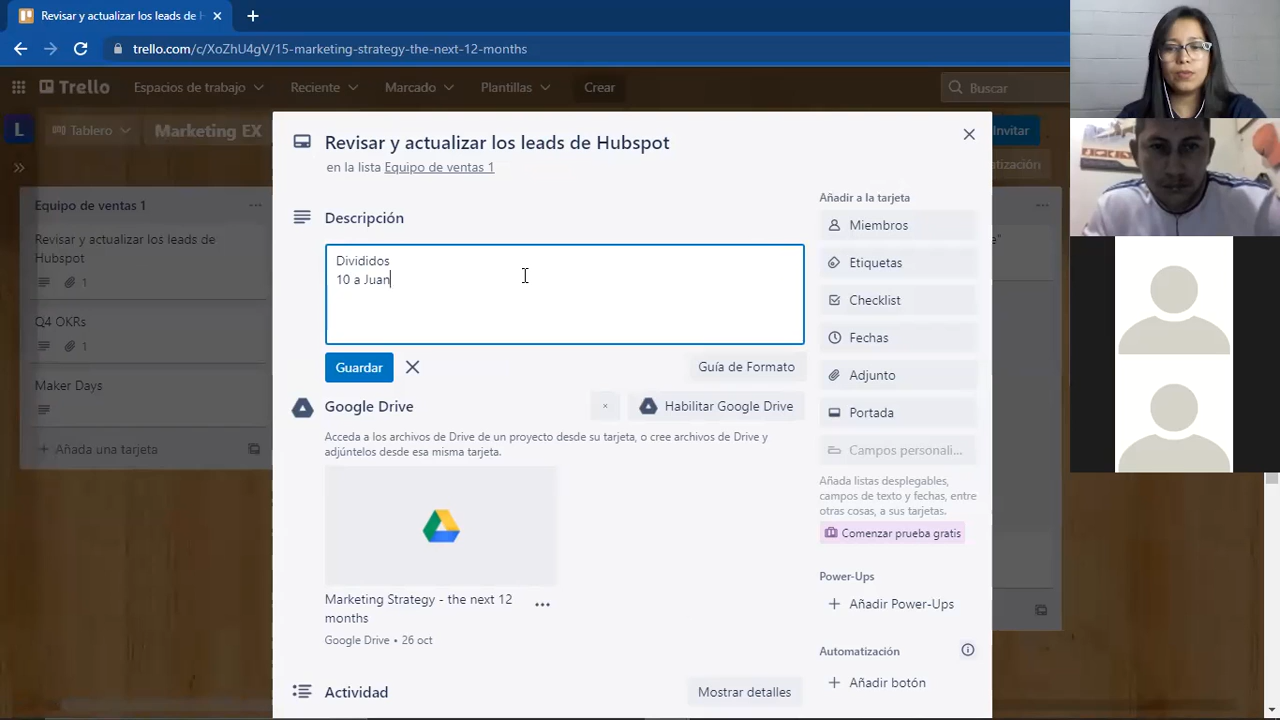 Revisar y actualizar los leads de H
trello.com/c/XoZhU4gV/15-marketing-strategy-the-next-12-months
Trello
Espacios de trabajo
Reciente
Marcado
Plantillas
Crear
Buscar
L
Tablero
Marketing EX
Invitar
tización
Equipo de ventas 1
Revisar y actualizar los leads de
Hubspot
1
Q4 OKRs
1
Maker Days
Añada una tarjeta
Revisar y actualizar los leads de Hubspot
en la lista Equipo de ventas 1
Descripción
Divididos
10 a Juan
Guardar
Guía de Formato
Google Drive
Habilitar Google Drive
Acceda a los archivos de Drive de un proyecto desde su tarjeta, o cree archivos de Drive y
adjúntelos desde esa misma tarjeta.
Marketing Strategy - the next 12
months
Google Drive • 26 oct
Actividad
Mostrar detalles
Añadir a la tarjeta
Miembros
Etiquetas
Checklist
Fechas
Adjunto
Portada
Campos personali...
Añada listas desplegables,
campos de texto y fechas, entre
otras cosas, a sus tarjetas.
Comenzar prueba gratis
Power-Ups
Añadir Power-Ups
Automatización
Añadir botón